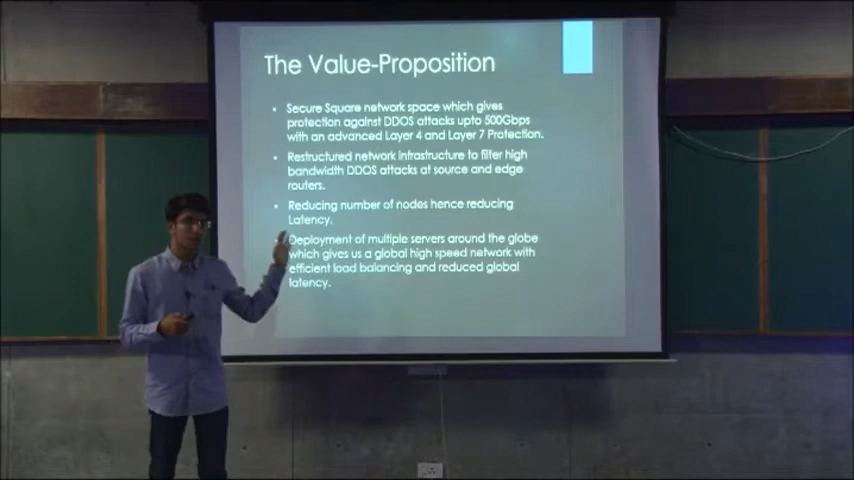 The Value-Proposition
• Secure Square network space which gives
protection against DDOS attacks upto 500Gbps
with an advanced Layer 4 and Layer 7 Protection.
• Restructured network infrastructure to filter high
bandwidth DDOS attacks at source and edge
routers.
• Reducing number of nodes hence reducing
Latency.
Deployment of multiple servers around the globe
which gives us a global high speed network with
efficient load balancing and reduced global
latency.